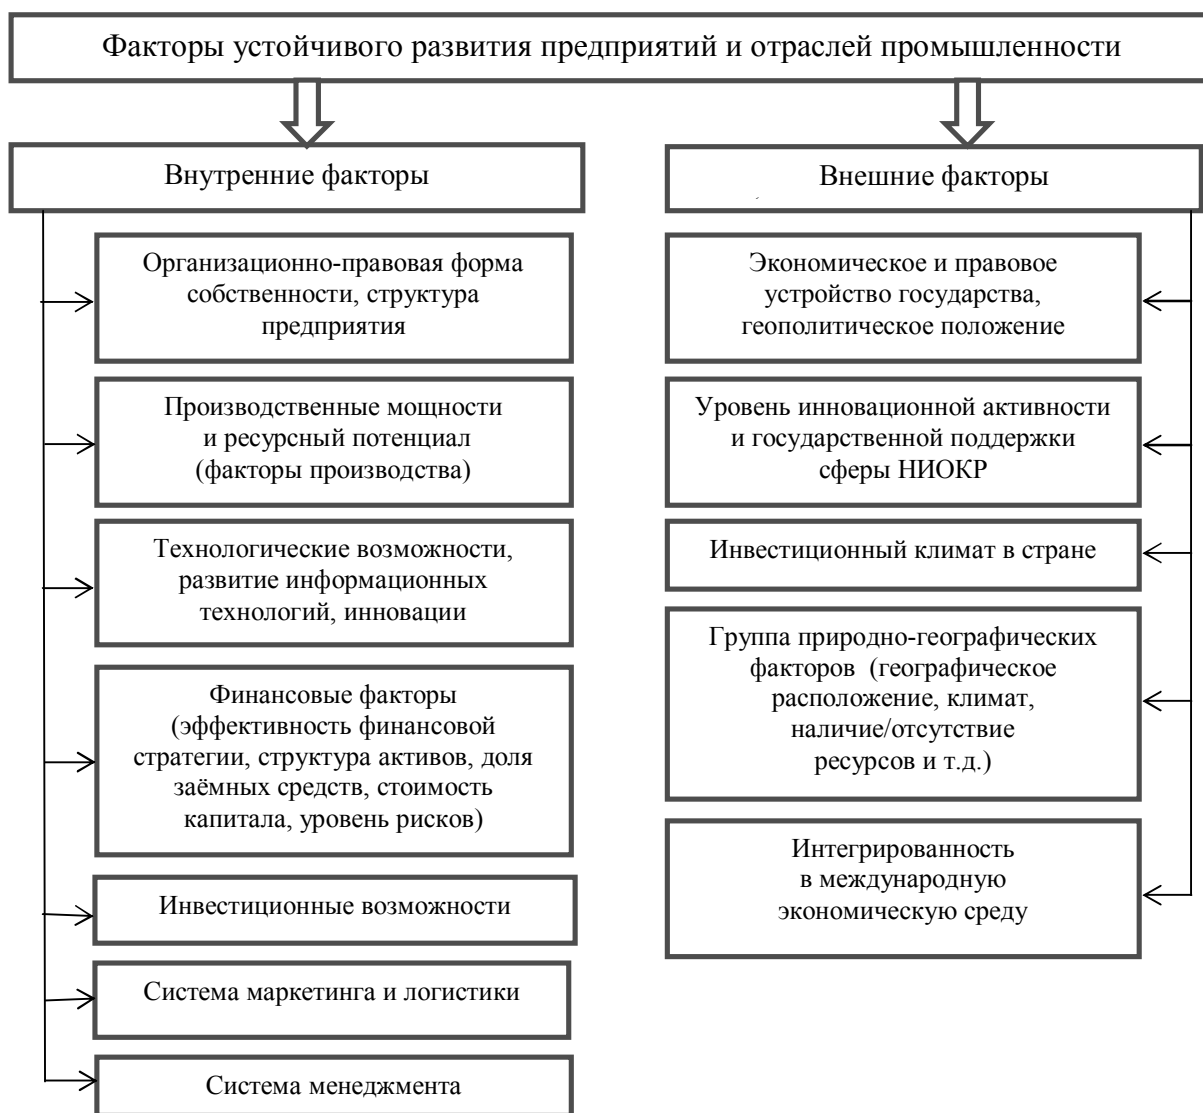 Факторы устойчивого развития предприятий и отраслей промышленности
Внутренние факторы
Организационно-правовая форма
собственности, структура
предприятия
Производственные мощности
и ресурсный потенциал
(факторы производства)
Технологические возможности,
развитие информационных
технологий, инновации
Финансовые факторы
(эффективность финансовой
стратегии, структура активов, доля
заёмных средств, стоимость
капитала, уровень рисков)
Инвестиционные возможности
Система маркетинга и логистики
Система менеджмента
Внешние факторы
Экономическое и правовое
устройство государства,
геополитическое положение
Уровень инновационной активности
и государственной поддержки
сферы НИОКР
Инвестиционный климат в стране
Группа природно-географических
факторов (географическое
расположение, климат,
наличие/отсутствие
ресурсов и т.д.)
Интегрированность
в международную
экономическую среду